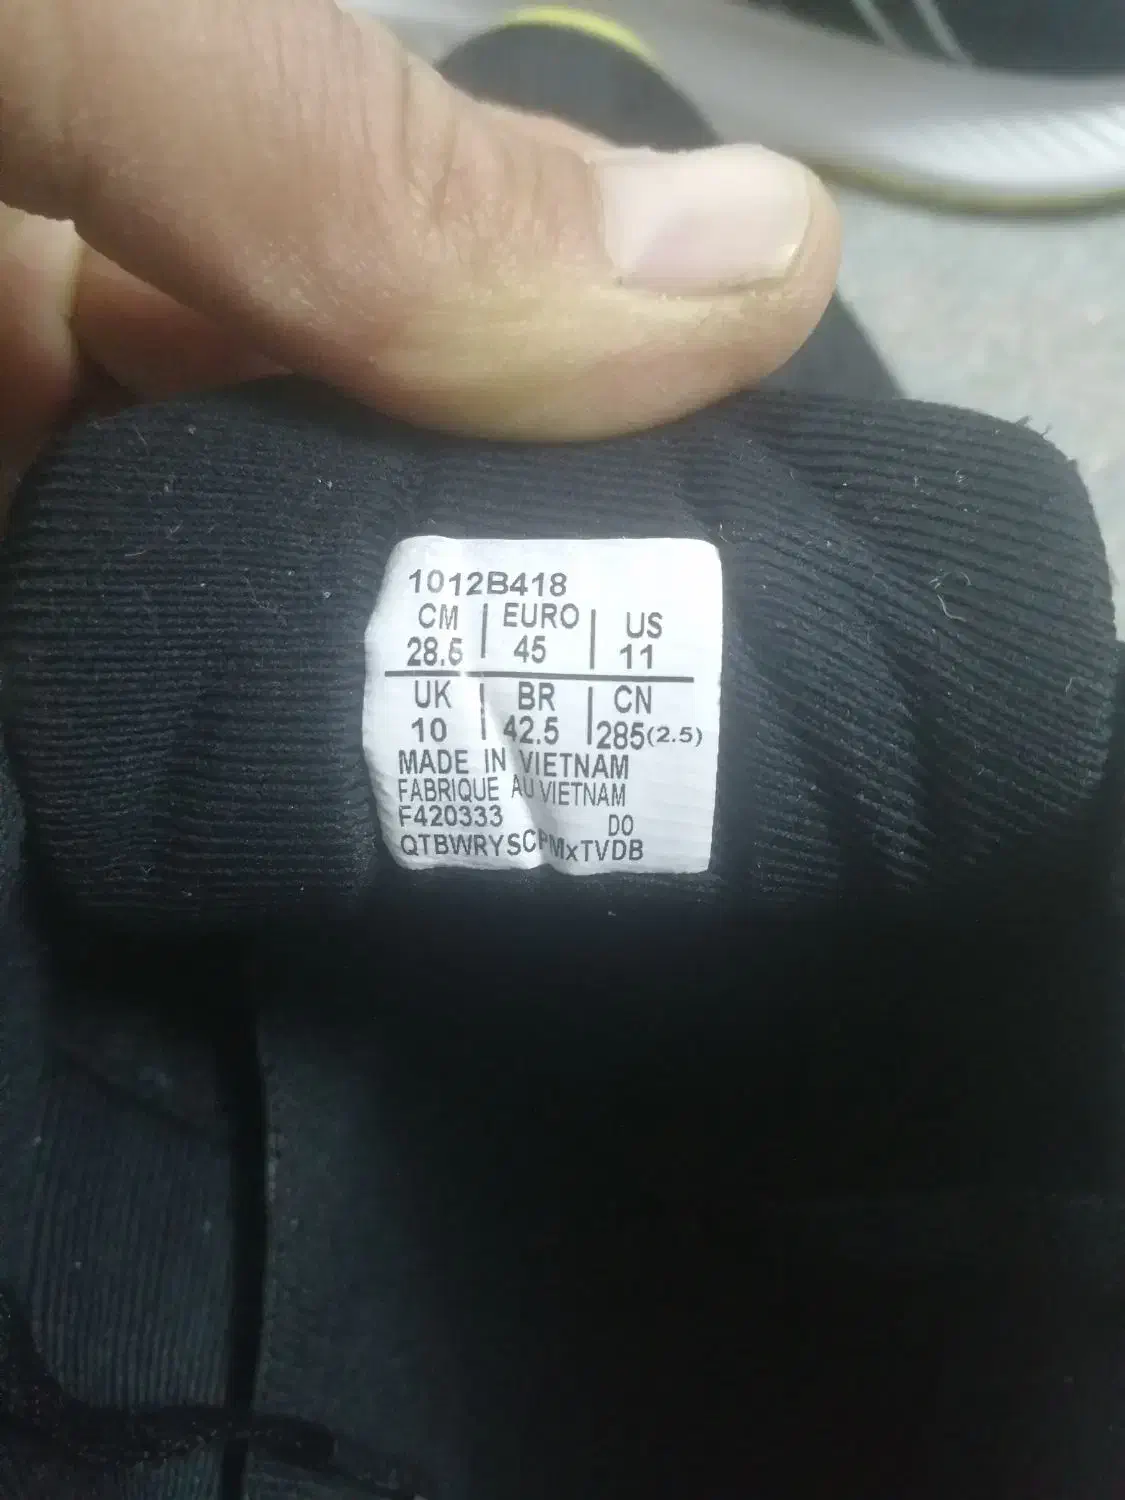 1012B418
CM | EURO | US
28.5 | 45 | 11
UK | BR | CN
10 | 42.5 | 285(2.5)
MADE IN VIETNAM
FABRIQUE AU VIETNAM
F420333 DO
QTBWRYSCPMxTVDB